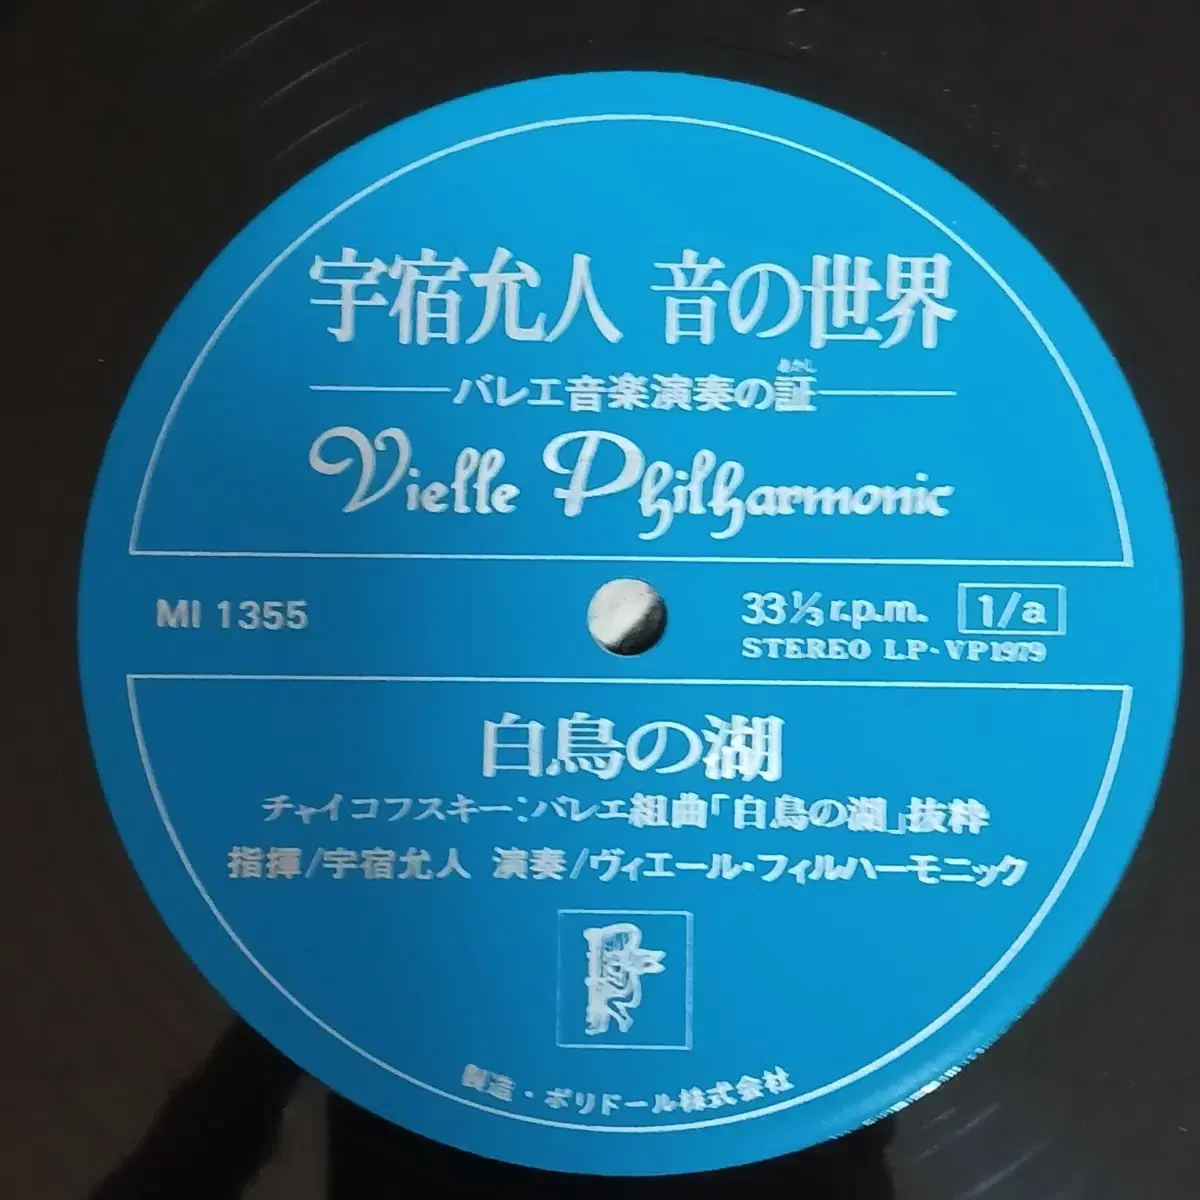 宇宿允人 音の世界
あかし
バレエ音楽演奏の証
Vielle Philharmonic
MI 1355
33⅓ r.p.m. 1/a
STEREO LP-VP1979
白鳥の湖
チャイコフスキー:バレエ組曲「白鳥の湖」抜粋
指揮/宇宿允人 演奏/ヴィエール・フィルハーモニック
製造・ポリドール株式会社